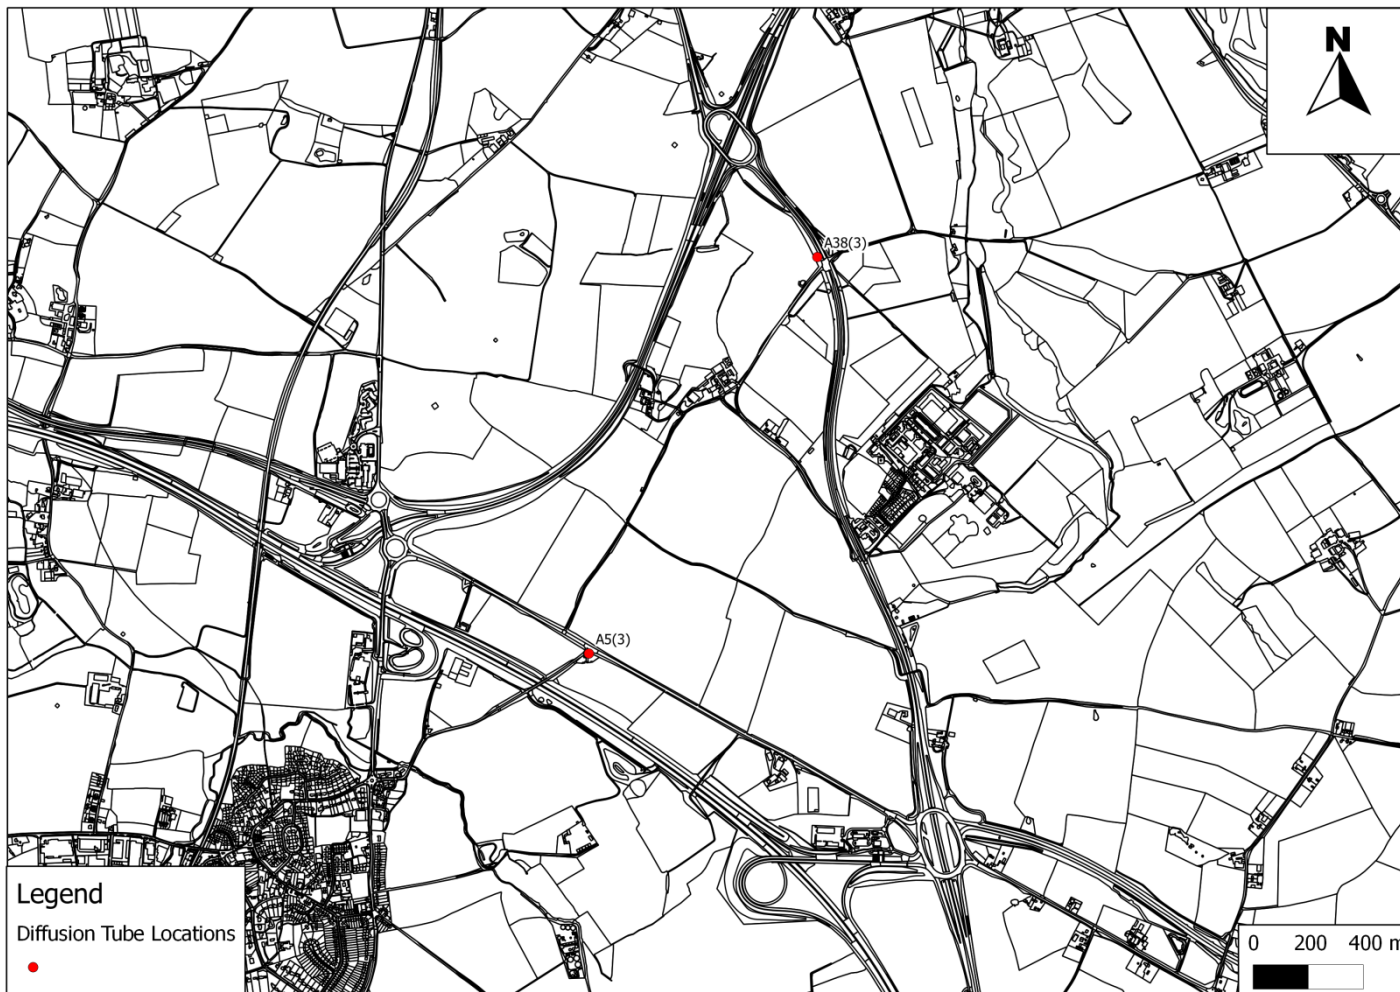 N
A38(3)
A5(3)
Legend
Diffusion Tube Locations
0 200 400 m